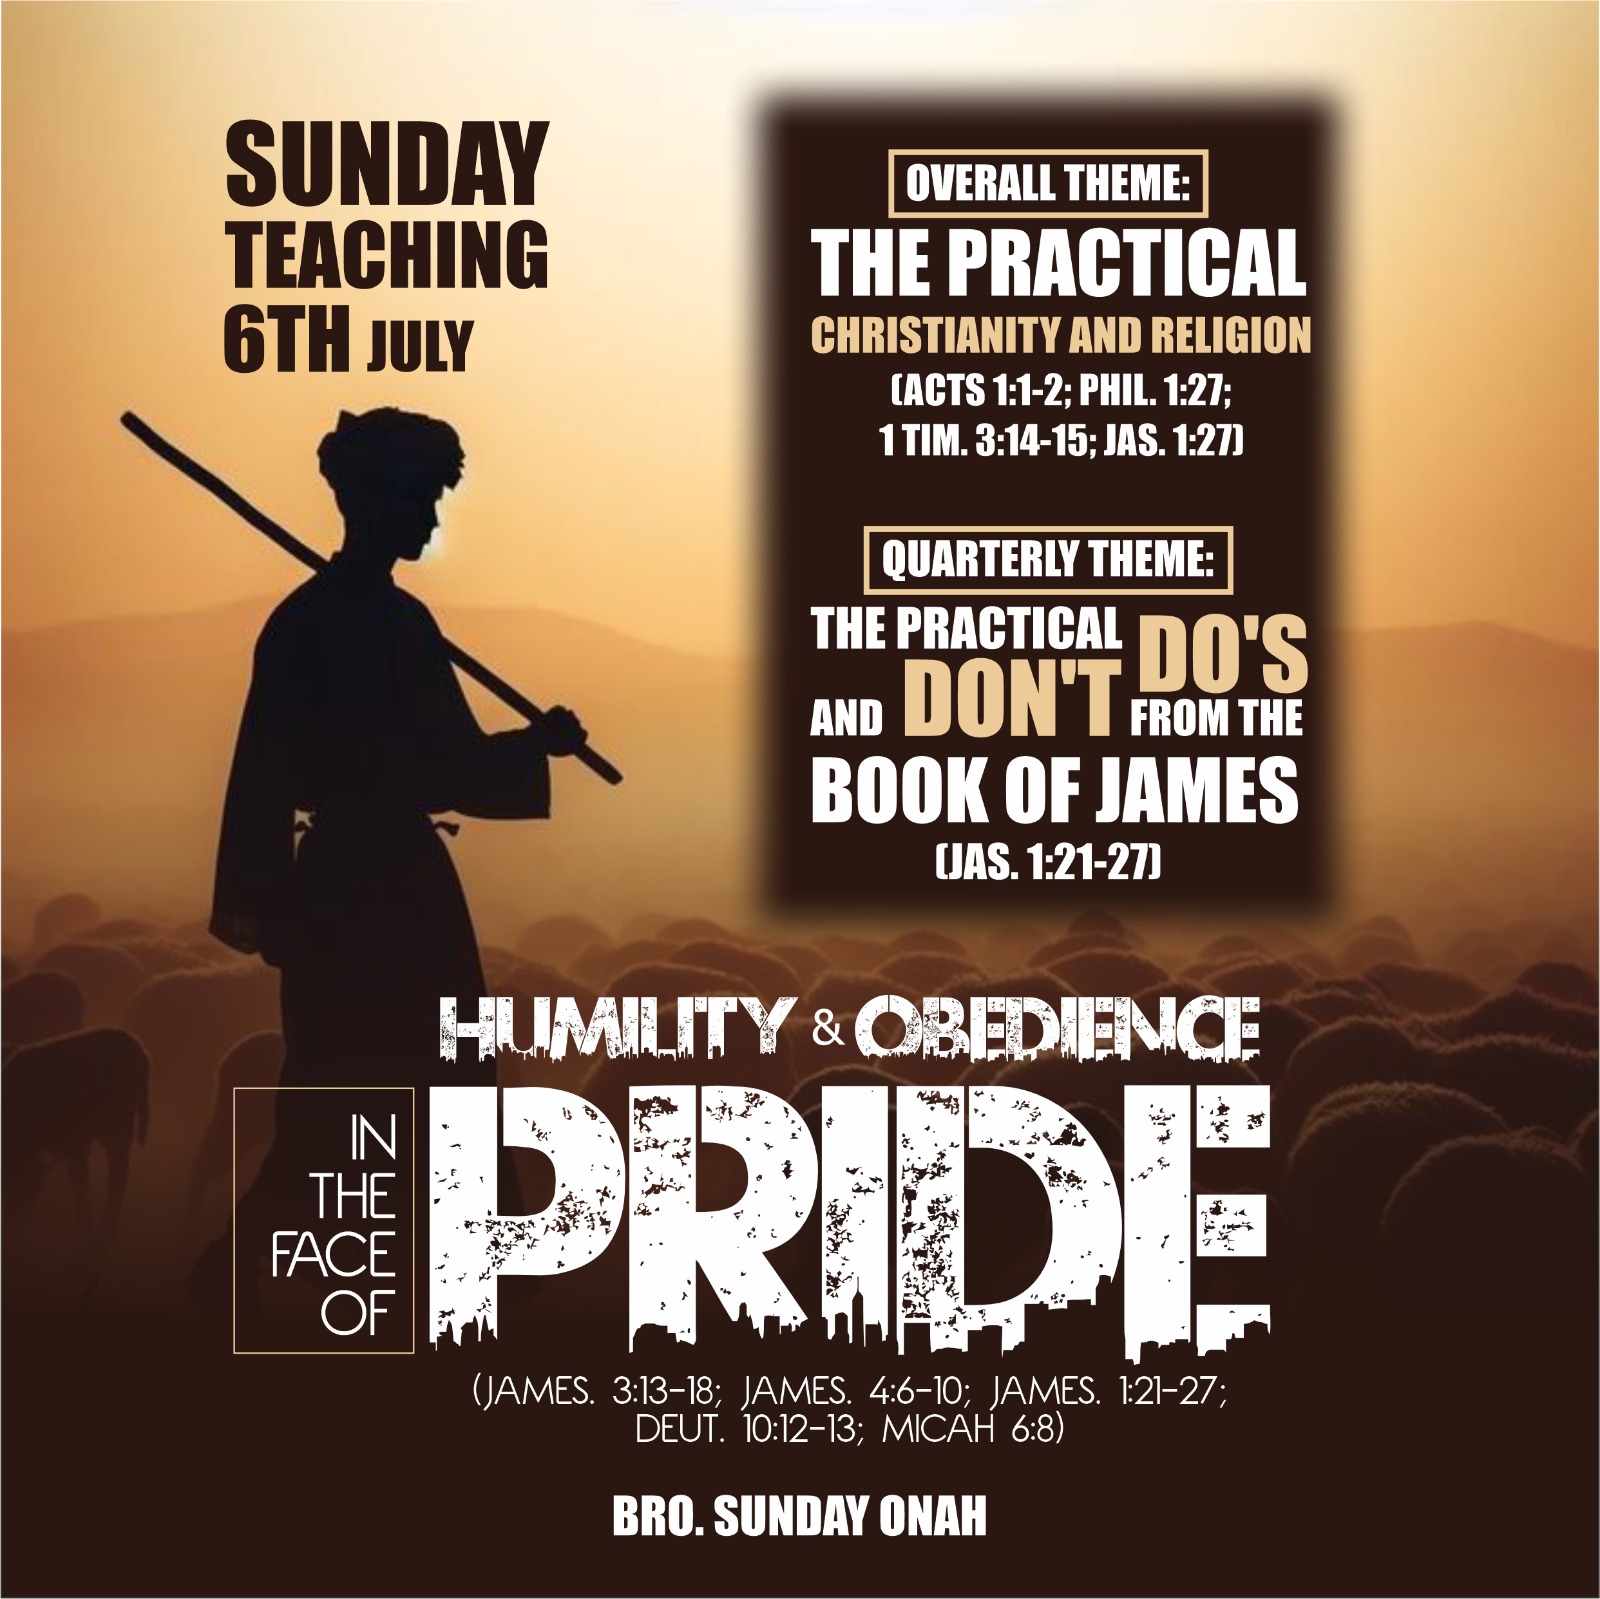 SUNDAY
TEACHING
6TH JULY
OVERALL THEME:
THE PRACTICAL
CHRISTIANITY AND RELIGION
(ACTS 1:1-2; PHIL. 1:27;
1 TIM. 3:14-15; JAS. 1:27)
QUARTERLY THEME:
THE PRACTICAL DO'S
AND DON'T FROM THE
BOOK OF JAMES
(JAS. 1:21-27)
HUMILITY & OBEDIENCE
IN
THE
FACE
OF
PRIDE
(JAMES. 3:13-18; JAMES. 4:6-10; JAMES. 1:21-27;
DEUT. 10:12-13; MICAH 6:8)
BRO. SUNDAY ONAH